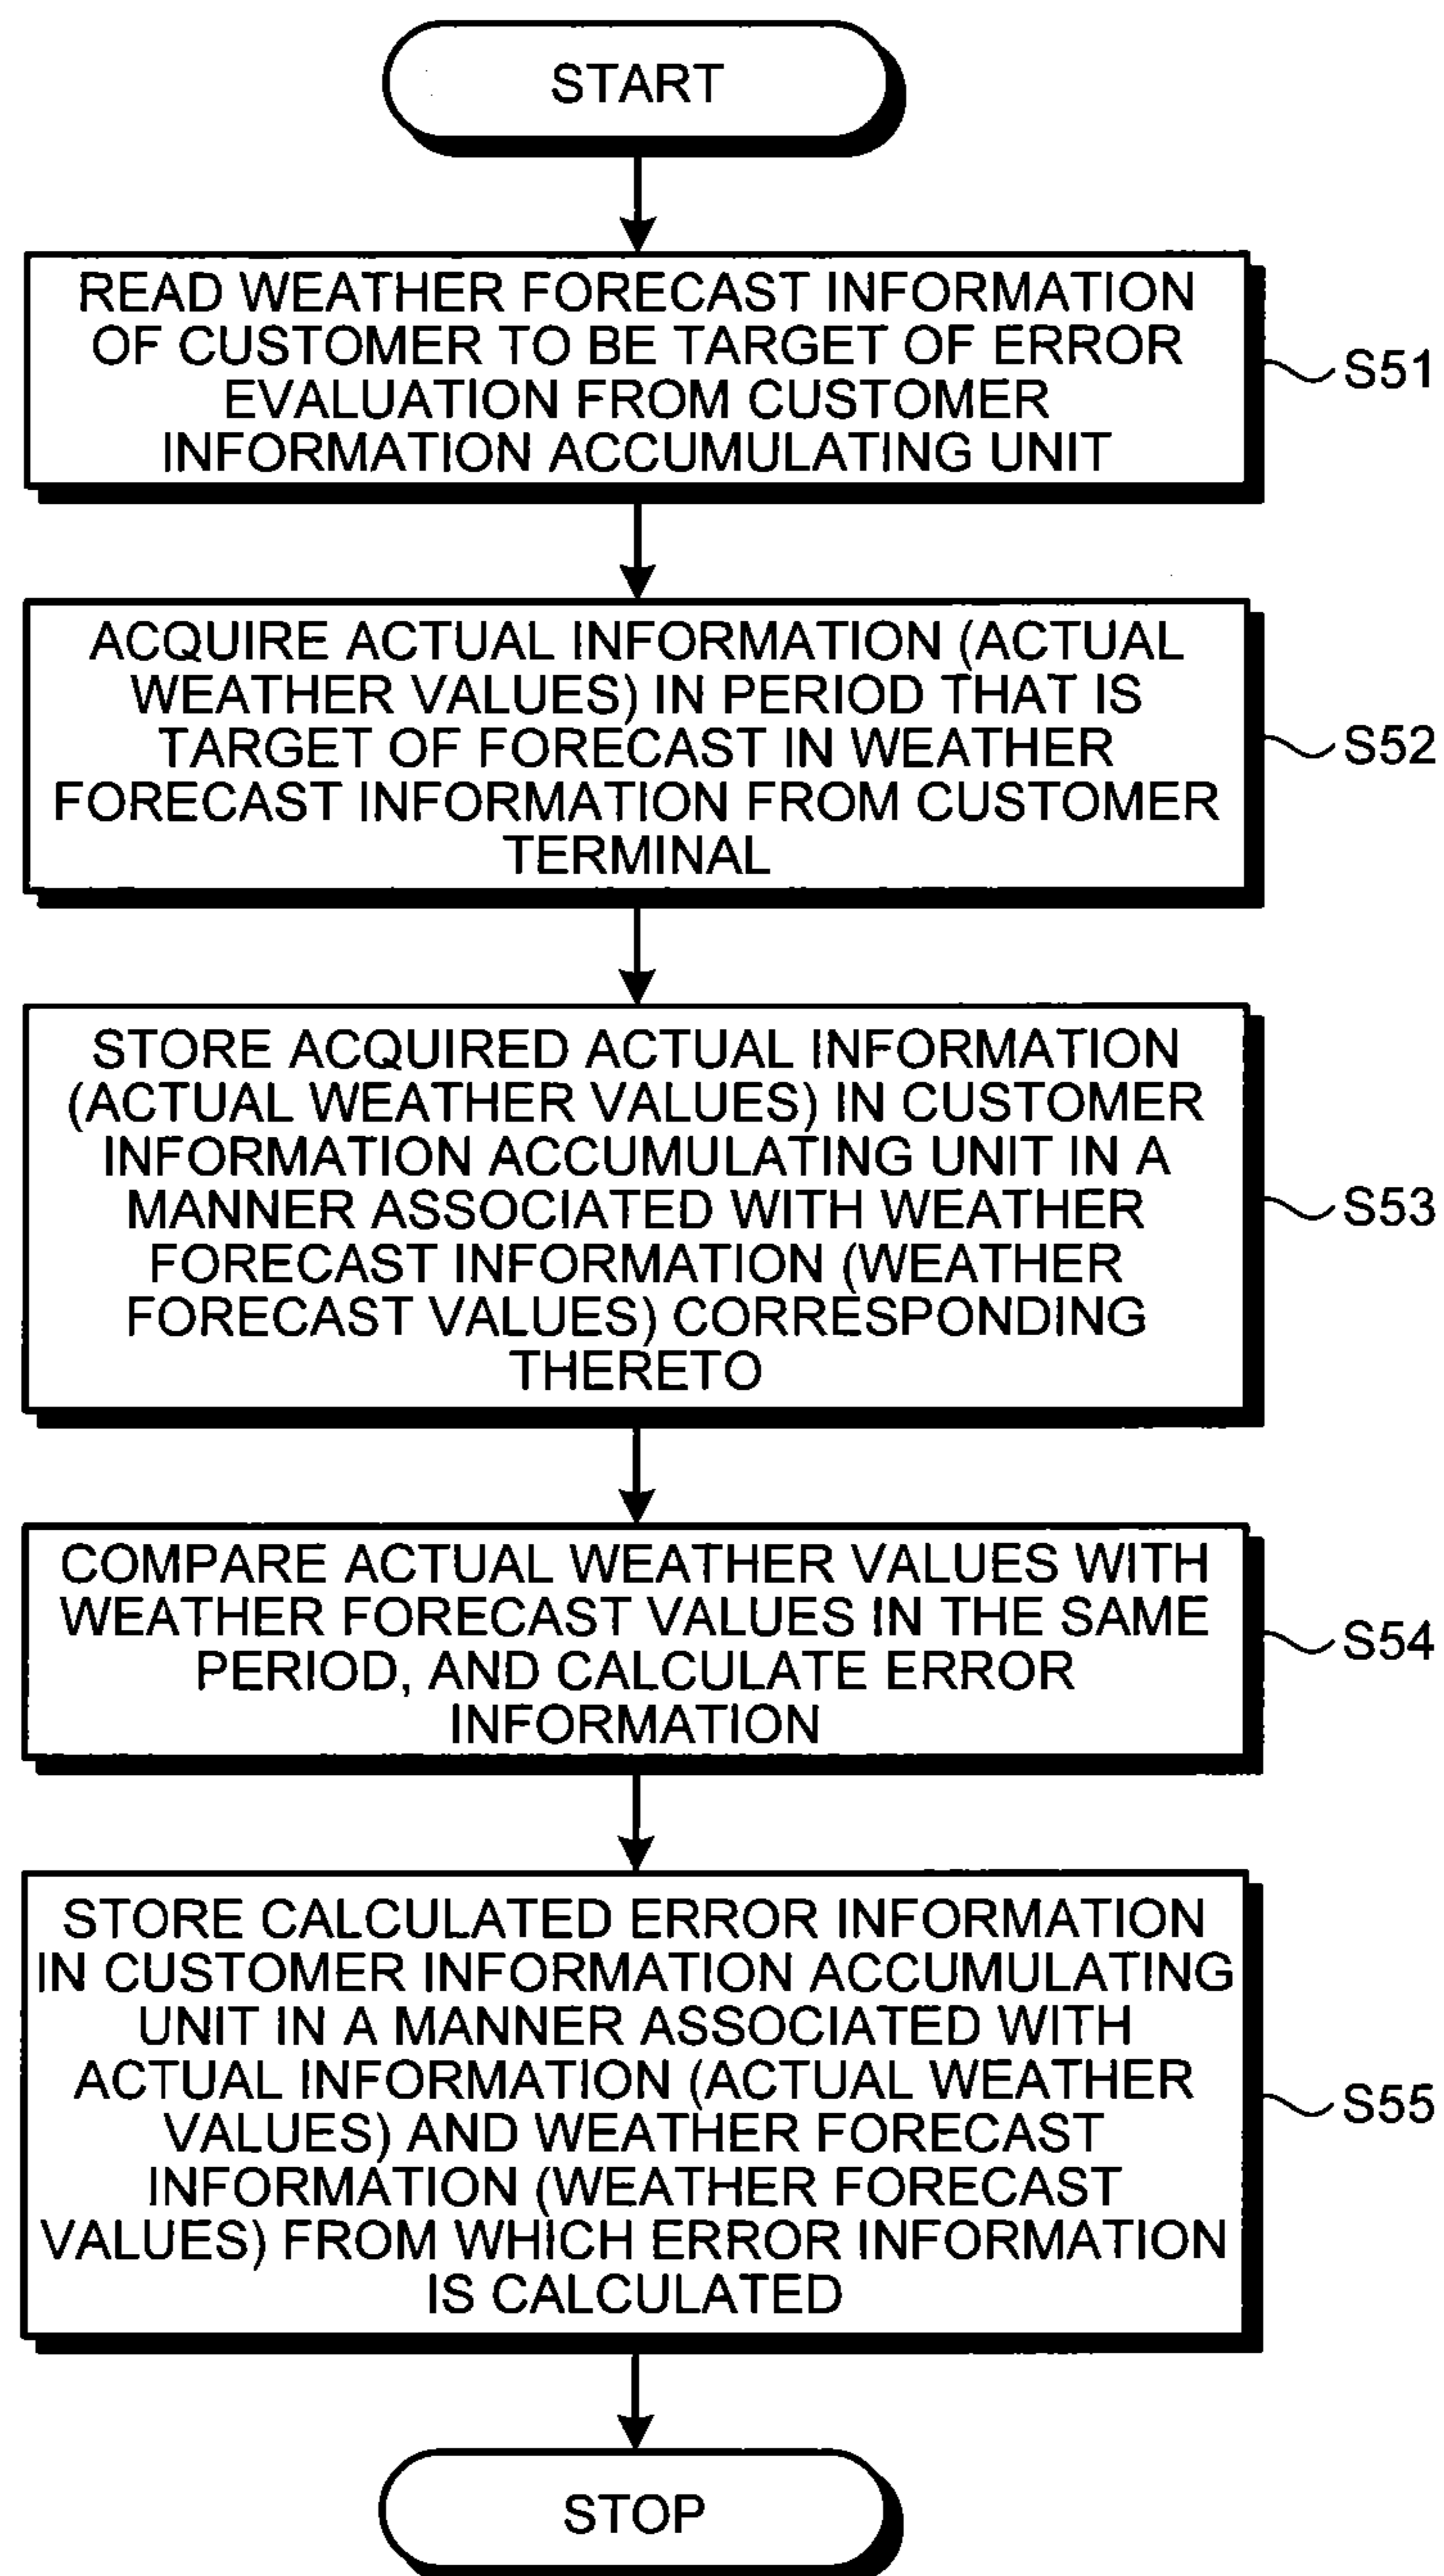 START
READ WEATHER FORECAST INFORMATION
OF CUSTOMER TO BE TARGET OF ERROR
EVALUATION FROM CUSTOMER
INFORMATION ACCUMULATING UNIT
S51
ACQUIRE ACTUAL INFORMATION (ACTUAL
WEATHER VALUES) IN PERIOD THAT IS
TARGET OF FORECAST IN WEATHER
FORECAST INFORMATION FROM CUSTOMER
TERMINAL
S52
STORE ACQUIRED ACTUAL INFORMATION
(ACTUAL WEATHER VALUES) IN CUSTOMER
INFORMATION ACCUMULATING UNIT IN A
MANNER ASSOCIATED WITH WEATHER
FORECAST INFORMATION (WEATHER
FORECAST VALUES) CORRESPONDING
THERETO
S53
COMPARE ACTUAL WEATHER VALUES WITH
WEATHER FORECAST VALUES IN THE SAME
PERIOD, AND CALCULATE ERROR
INFORMATION
S54
STORE CALCULATED ERROR INFORMATION
IN CUSTOMER INFORMATION ACCUMULATING
UNIT IN A MANNER ASSOCIATED WITH
ACTUAL INFORMATION (ACTUAL WEATHER
VALUES) AND WEATHER FORECAST
INFORMATION (WEATHER FORECAST
VALUES) FROM WHICH ERROR INFORMATION
IS CALCULATED
S55
STOP